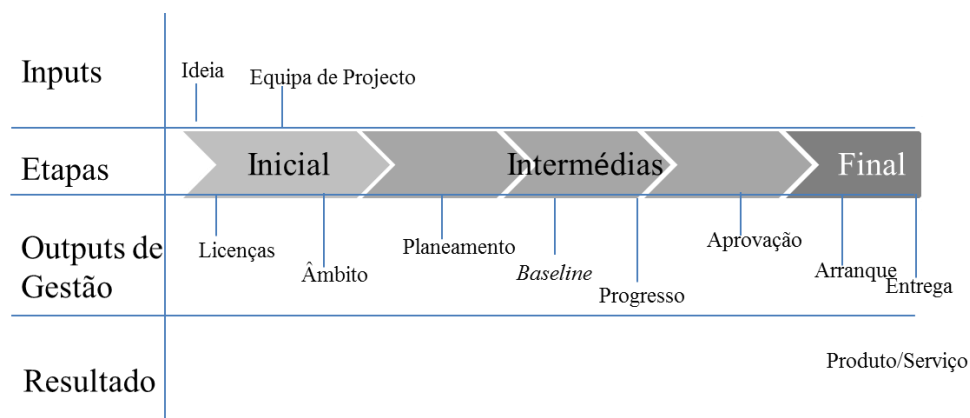 Inputs
Ideia
Equipa de Projecto
Etapas
Inicial
Intermédias
Final
Outputs de
Gestão
Licenças
Âmbito
Planeamento
Baseline
Progresso
Aprovação
Arranque
Entrega
Resultado
Produto/Serviço